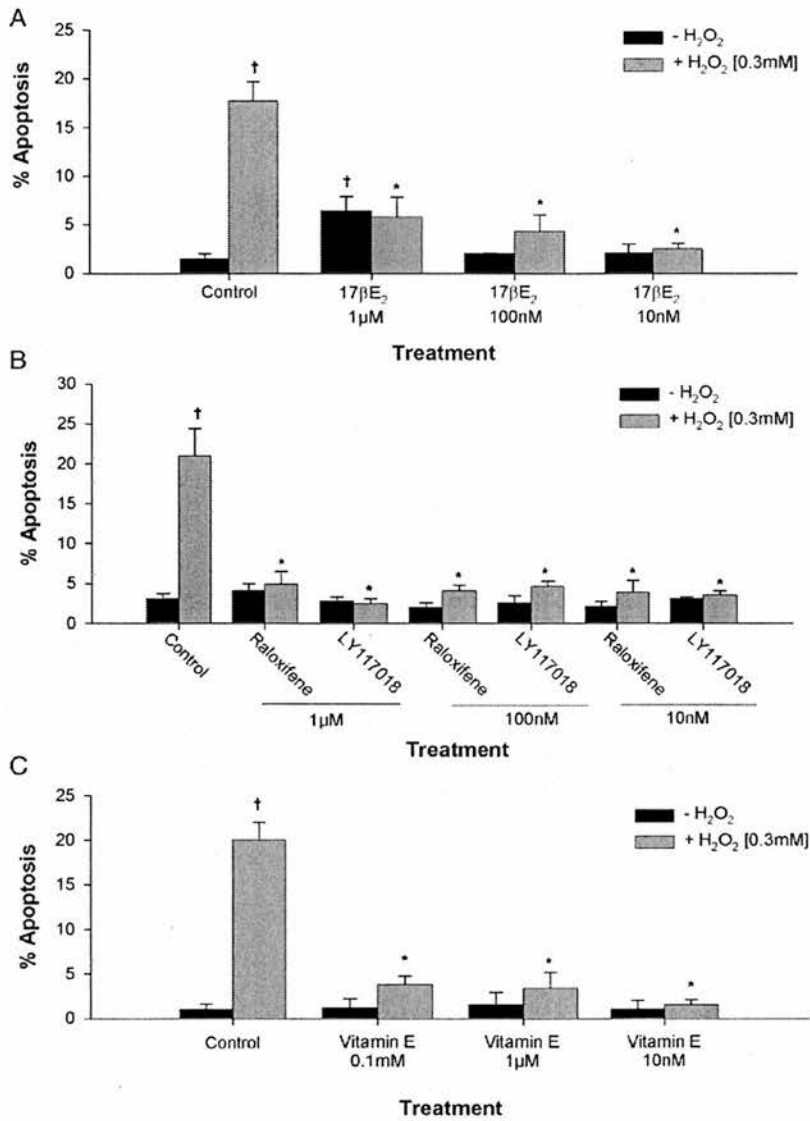 A
- H₂O₂
+ H₂O₂ [0.3mM]
25
20
15
10
5
0
% Apoptosis
†
†
*
*
*
Control
17βE₂
1µM
17βE₂
100nM
17βE₂
10nM
Treatment
B
- H₂O₂
+ H₂O₂ [0.3mM]
30
25
20
15
10
5
0
% Apoptosis
†
*
*
*
*
*
*
Control
Raloxifene
LY117018
Raloxifene
LY117018
Raloxifene
LY117018
1µM
100nM
10nM
Treatment
C
- H₂O₂
+ H₂O₂ [0.3mM]
25
20
15
10
5
0
% Apoptosis
†
*
*
*
Control
Vitamin E
0.1mM
Vitamin E
1µM
Vitamin E
10nM
Treatment